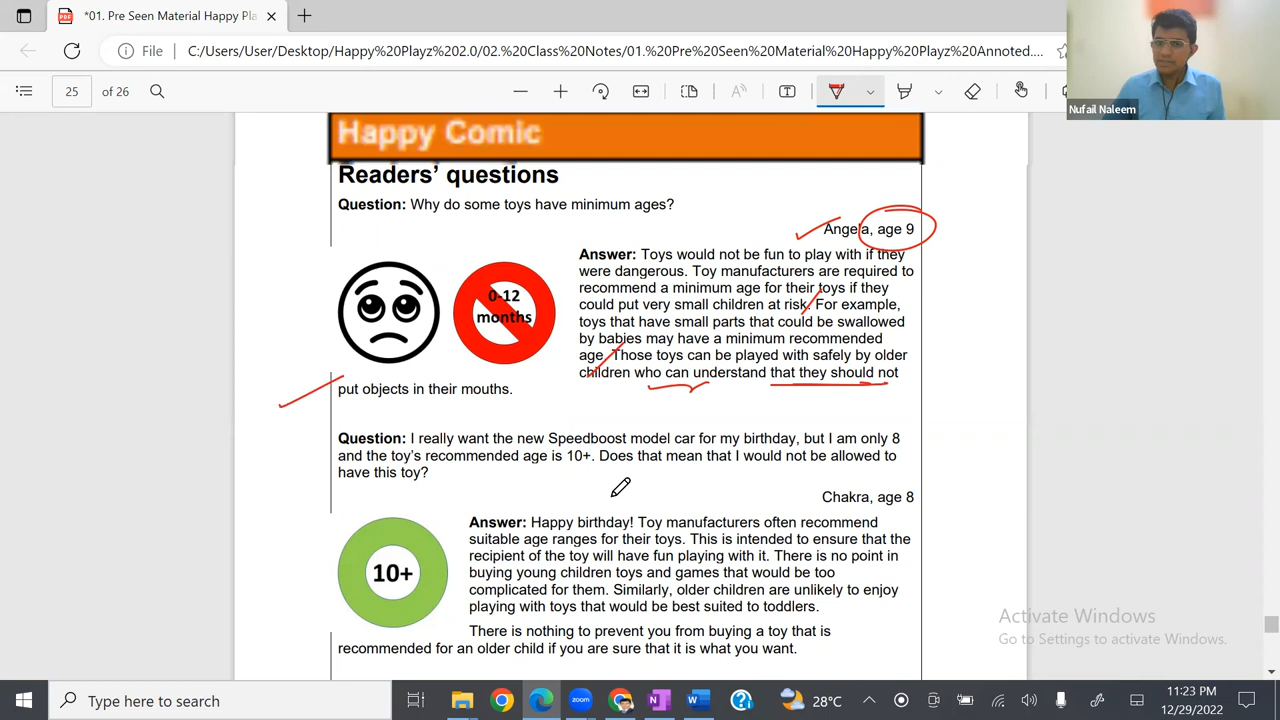 *01. Pre Seen Material Happy Pla
File
C:/Users/User/Desktop/Happy%20Playz%202.0/02.%20Class%20Notes/01.%20Pre%20Seen%20Material%20Happy%20Playz%20Annoted....
25 of 26
Nufail Naleem
Happy Comic
Readers' questions
Question: Why do some toys have minimum ages?
Angela, age 9
0-12
months
Answer: Toys would not be fun to play with if they
were dangerous. Toy manufacturers are required to
recommend a minimum age for their toys if they
could put very small children at risk. For example,
toys that have small parts that could be swallowed
by babies may have a minimum recommended
age. Those toys can be played with safely by older
children who can understand that they should not
put objects in their mouths.
Question: I really want the new Speedboost model car for my birthday, but I am only 8
and the toy's recommended age is 10+. Does that mean that I would not be allowed to
have this toy?
Chakra, age 8
10+
Answer: Happy birthday! Toy manufacturers often recommend
suitable age ranges for their toys. This is intended to ensure that the
recipient of the toy will have fun playing with it. There is no point in
buying young children toys and games that would be too
complicated for them. Similarly, older children are unlikely to enjoy
playing with toys that would be best suited to toddlers.
There is nothing to prevent you from buying a toy that is
recommended for an older child if you are sure that it is what you want.
Activate Windows
Go to Settings to activate Windows.
Type here to search
zoom
28°C
11:23 PM
12/29/2022